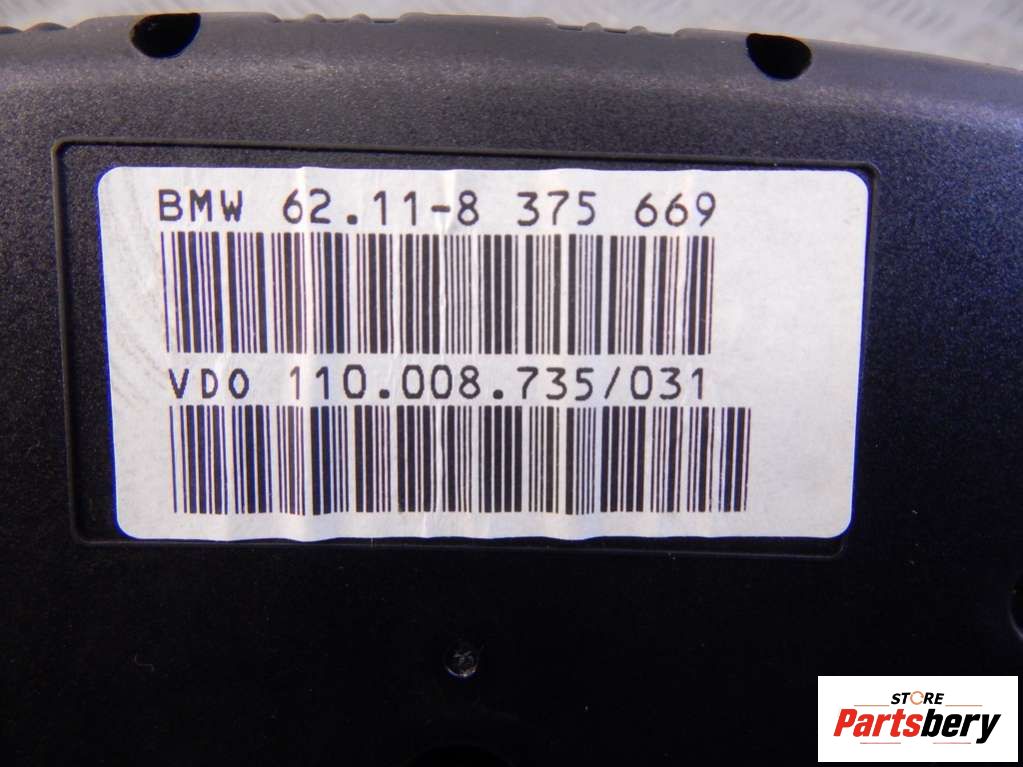 BMW 62.11-8 375 669
VDO 110.008.735/031
STORE
Partsbery